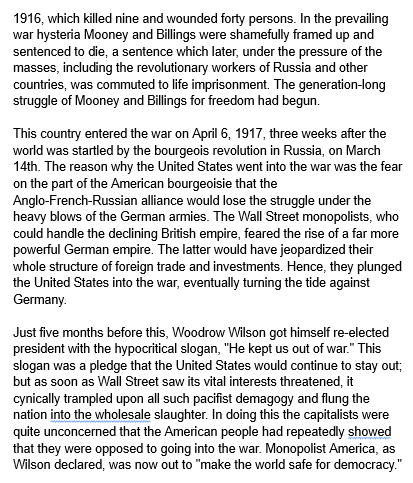 1916, which killed nine and wounded forty persons. In the prevailing
war hysteria Mooney and Billings were shamefully framed up and
sentenced to die, a sentence which later, under the pressure of the
masses, including the revolutionary workers of Russia and other
countries, was commuted to life imprisonment. The generation-long
struggle of Mooney and Billings for freedom had begun.
This country entered the war on April 6, 1917, three weeks after the
world was startled by the bourgeois revolution in Russia, on March
14th. The reason why the United States went into the war was the fear
on the part of the American bourgeoisie that the
Anglo-French-Russian alliance would lose the struggle under the
heavy blows of the German armies. The Wall Street monopolists, who
could handle the declining British empire, feared the rise of a far more
powerful German empire. The latter would have jeopardized their
whole structure of foreign trade and investments. Hence, they plunged
the United States into the war, eventually turning the tide against
Germany.
Just five months before this, Woodrow Wilson got himself re-elected
president with the hypocritical slogan, "He kept us out of war." This
slogan was a pledge that the United States would continue to stay out;
but as soon as Wall Street saw its vital interests threatened, it
cynically trampled upon all such pacifist demagogy and flung the
nation into the wholesale slaughter. In doing this the capitalists were
quite unconcerned that the American people had repeatedly showed
that they were opposed to going into the war. Monopolist America, as
Wilson declared, was now out to "make the world safe for democracy."